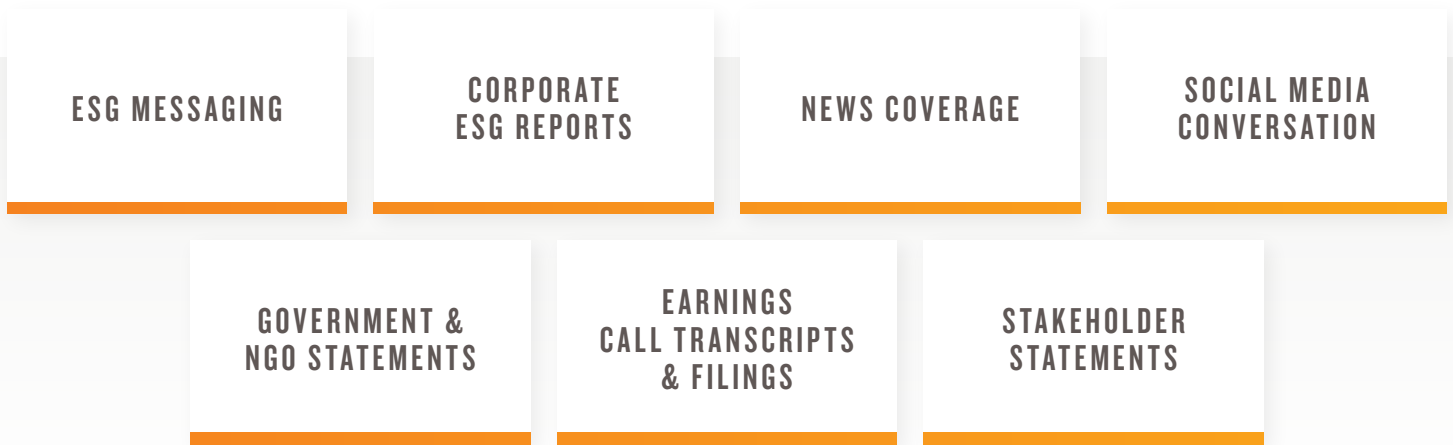 ESG MESSAGING
CORPORATE
ESG REPORTS
NEWS COVERAGE
SOCIAL MEDIA
CONVERSATION
GOVERNMENT &
NGO STATEMENTS
EARNINGS
CALL TRANSCRIPTS
& FILINGS
STAKEHOLDER
STATEMENTS